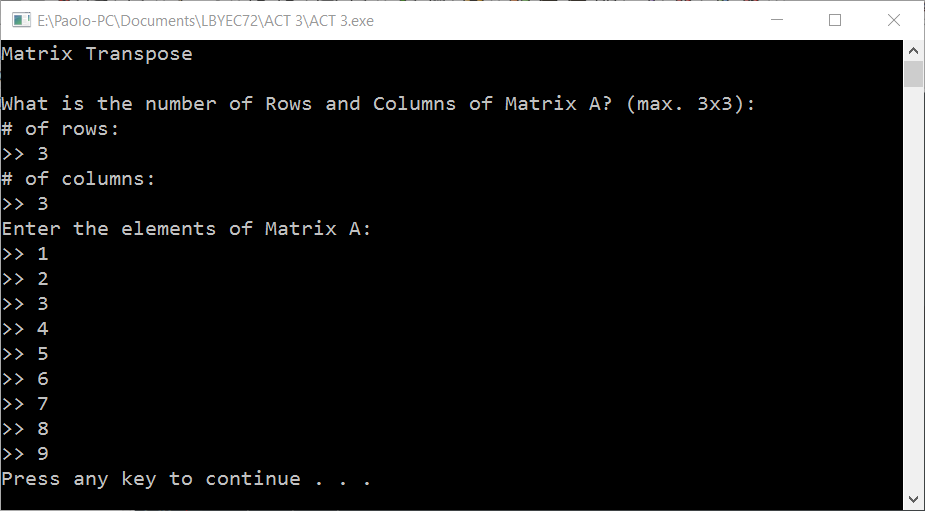 E:\Paolo-PC\Documents\LBYEC72\ACT 3\ACT 3.exe
Matrix Transpose
What is the number of Rows and Columns of Matrix A? (max. 3x3):
# of rows:
>> 3
# of columns:
>> 3
Enter the elements of Matrix A:
>> 1
>> 2
>> 3
>> 4
>> 5
>> 6
>> 7
>> 8
>> 9
Press any key to continue . . .